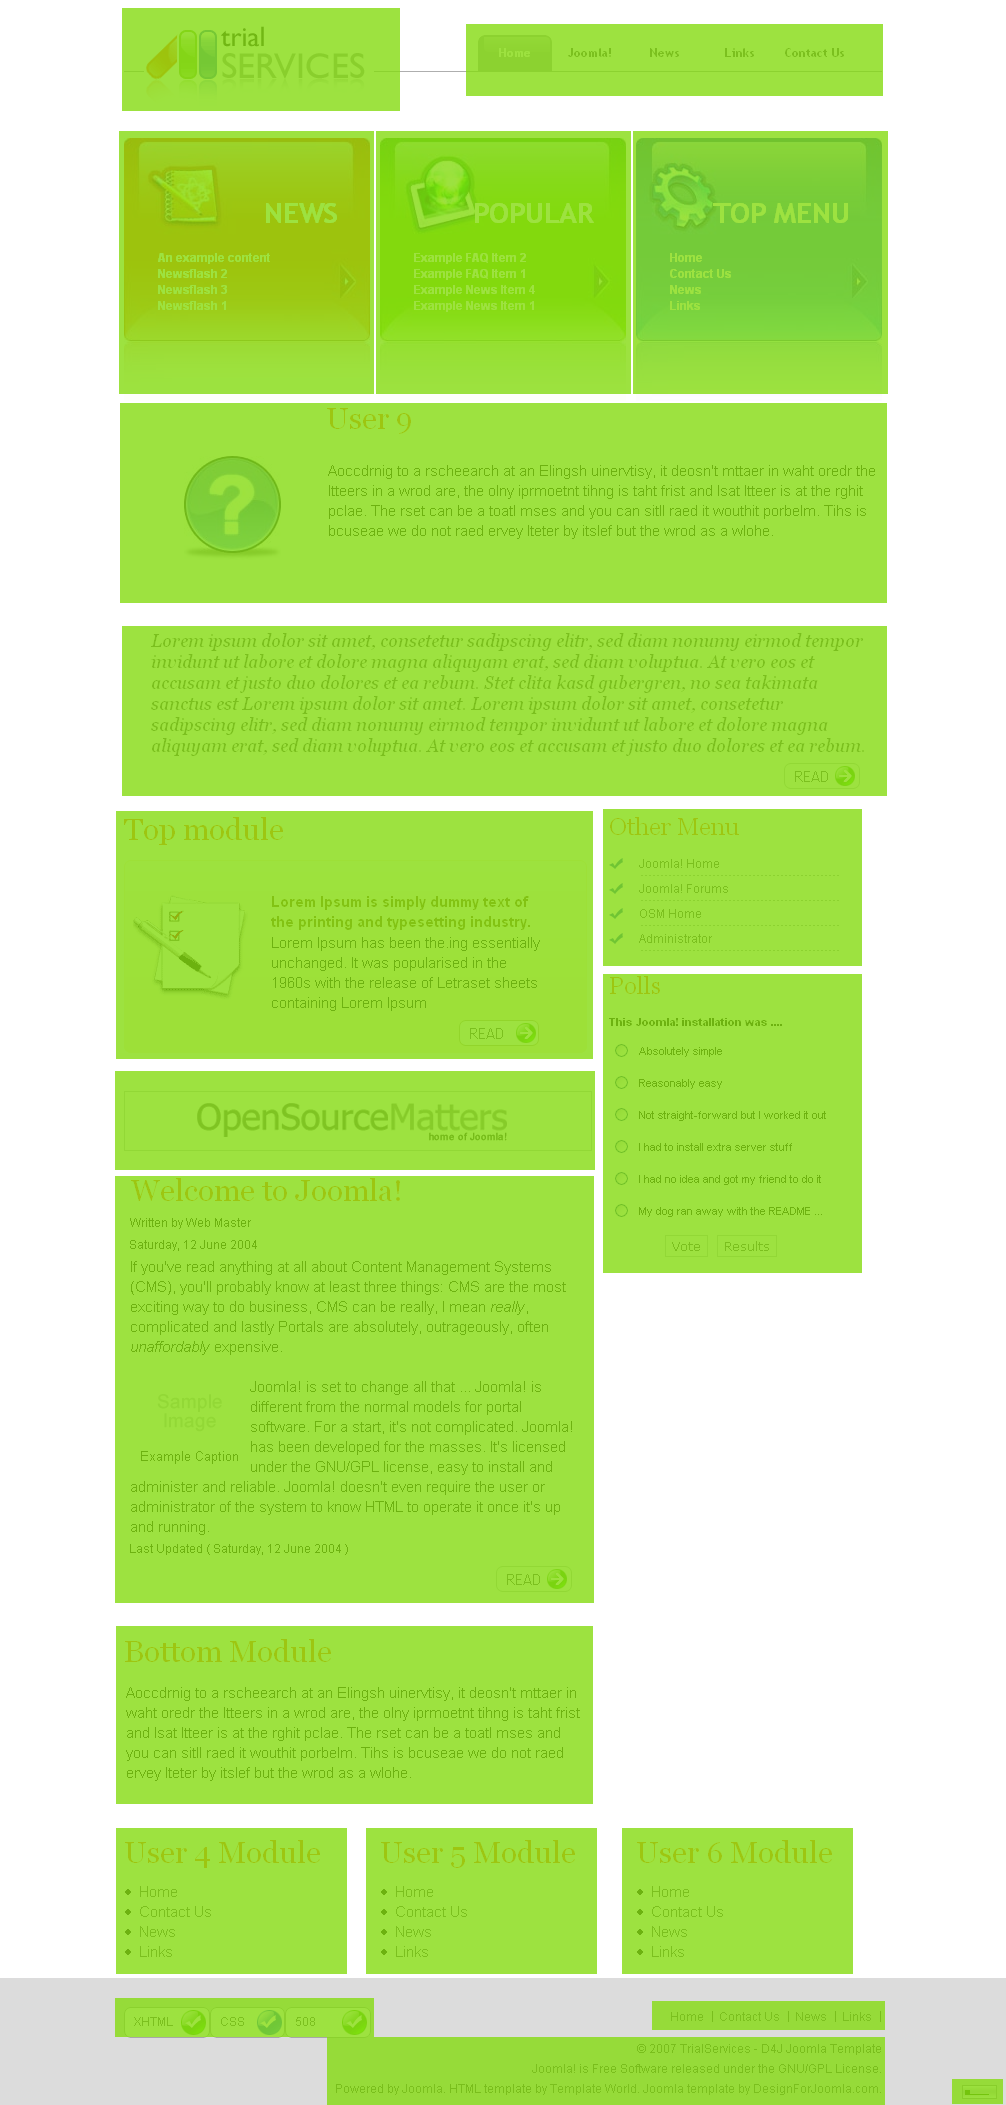 trial
SERVICES
Home Joomla! News Links Contact Us
NEWS
An example content
Newsflash 2
Newsflash 3
Newsflash 1
POPULAR
Example FAQ Item 2
Example FAQ Item 1
Example News Item 4
Example News Item 1
TOP MENU
Home
Contact Us
News
Links
User 9
Aoccdrnig to a rscheearch at an Elingsh uinervtisy, it deosn't mttaer in waht oredr the
ltteers in a wrod are, the olny iprmoetnt tihng is taht frist and lsat ltteer is at the rghit
pclae. The rset can be a toatl mses and you can sitll raed it wouthit porbelm. Tihs is
bcuseae we do not raed ervey lteter by itslef but the wrod as a wlohe.
Lorem ipsum dolor sit amet, consetetur sadipscing elitr, sed diam nonumy eirmod tempor
invidunt ut labore et dolore magna aliquyam erat, sed diam voluptua. At vero eos et
accusam et justo duo dolores et ea rebum. Stet clita kasd gubergren, no sea takimata
sanctus est Lorem ipsum dolor sit amet. Lorem ipsum dolor sit amet, consetetur
sadipscing elitr, sed diam nonumy eirmod tempor invidunt ut labore et dolore magna
aliquyam erat, sed diam voluptua. At vero eos et accusam et justo duo dolores et ea rebum.
READ
Top module
Lorem Ipsum is simply dummy text of
the printing and typesetting industry.
Lorem Ipsum has been the.ing essentially
unchanged. It was popularised in the
1960s with the release of Letraset sheets
containing Lorem Ipsum
READ
OpenSourceMatters
home of Joomla!
Welcome to Joomla!
Written by Web Master
Saturday, 12 June 2004
If you've read anything at all about Content Management Systems
(CMS), you'll probably know at least three things: CMS are the most
exciting way to do business, CMS can be really, I mean really,
complicated and lastly Portals are absolutely, outrageously, often
unaffordably expensive.
Sample
Image
Example Caption
Joomla! is set to change all that ... Joomla! is
different from the normal models for portal
software. For a start, it's not complicated. Joomla!
has been developed for the masses. It's licensed
under the GNU/GPL license, easy to install and
administer and reliable. Joomla! doesn't even require the user or
administrator of the system to know HTML to operate it once it's up
and running.
Last Updated ( Saturday, 12 June 2004 )
READ
Bottom Module
Aoccdrnig to a rscheearch at an Elingsh uinervtisy, it deosn't mttaer in
waht oredr the ltteers in a wrod are, the olny iprmoetnt tihng is taht frist
and lsat ltteer is at the rghit pclae. The rset can be a toatl mses and
you can sitll raed it wouthit porbelm. Tihs is bcuseae we do not raed
ervey lteter by itslef but the wrod as a wlohe.
Other Menu
Joomla! Home
Joomla! Forums
OSM Home
Administrator
Polls
This Joomla! installation was ....
Absolutely simple
Reasonably easy
Not straight-forward but I worked it out
I had to install extra server stuff
I had no idea and got my friend to do it
My dog ran away with the README ...
Vote Results
User 4 Module
Home
Contact Us
News
Links
User 5 Module
Home
Contact Us
News
Links
User 6 Module
Home
Contact Us
News
Links
XHTML CSS 508
Home | Contact Us | News | Links |
© 2007 TrialServices - D4J Joomla Template
Joomla! is Free Software released under the GNU/GPL License.
Powered by Joomla. HTML template by Template World. Joomla template by DesignForJoomla.com.